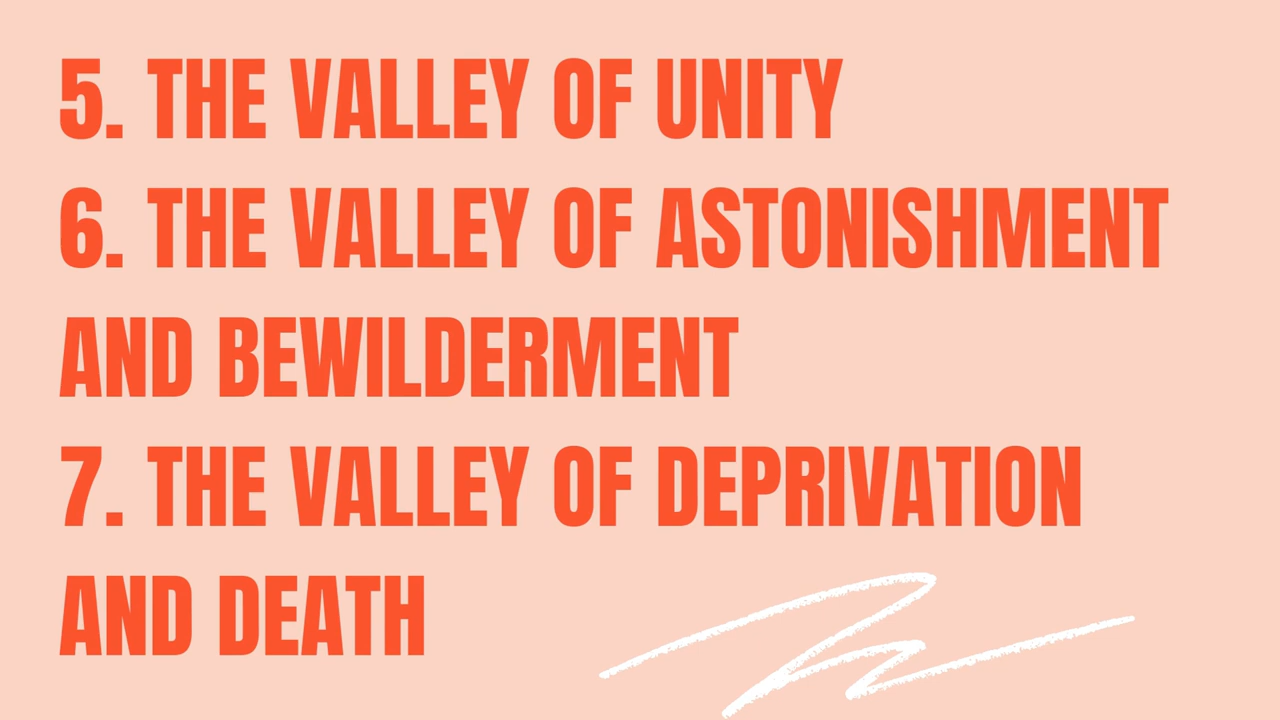 5. THE VALLEY OF UNITY
6. THE VALLEY OF ASTONISHMENT
AND BEWILDERMENT
7. THE VALLEY OF DEPRIVATION
AND DEATH